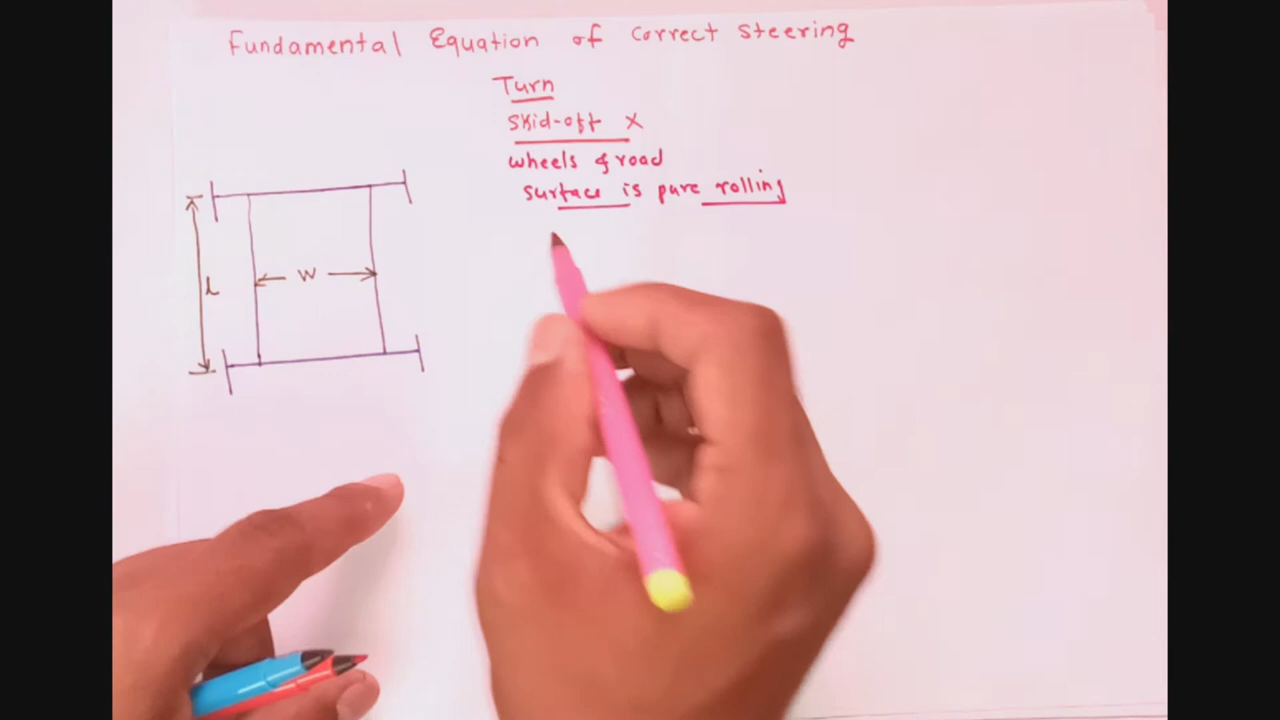 Fundamental Equation of Correct Steering
Turn
Skid-off X
wheels & road
surface is pure rolling
l
W